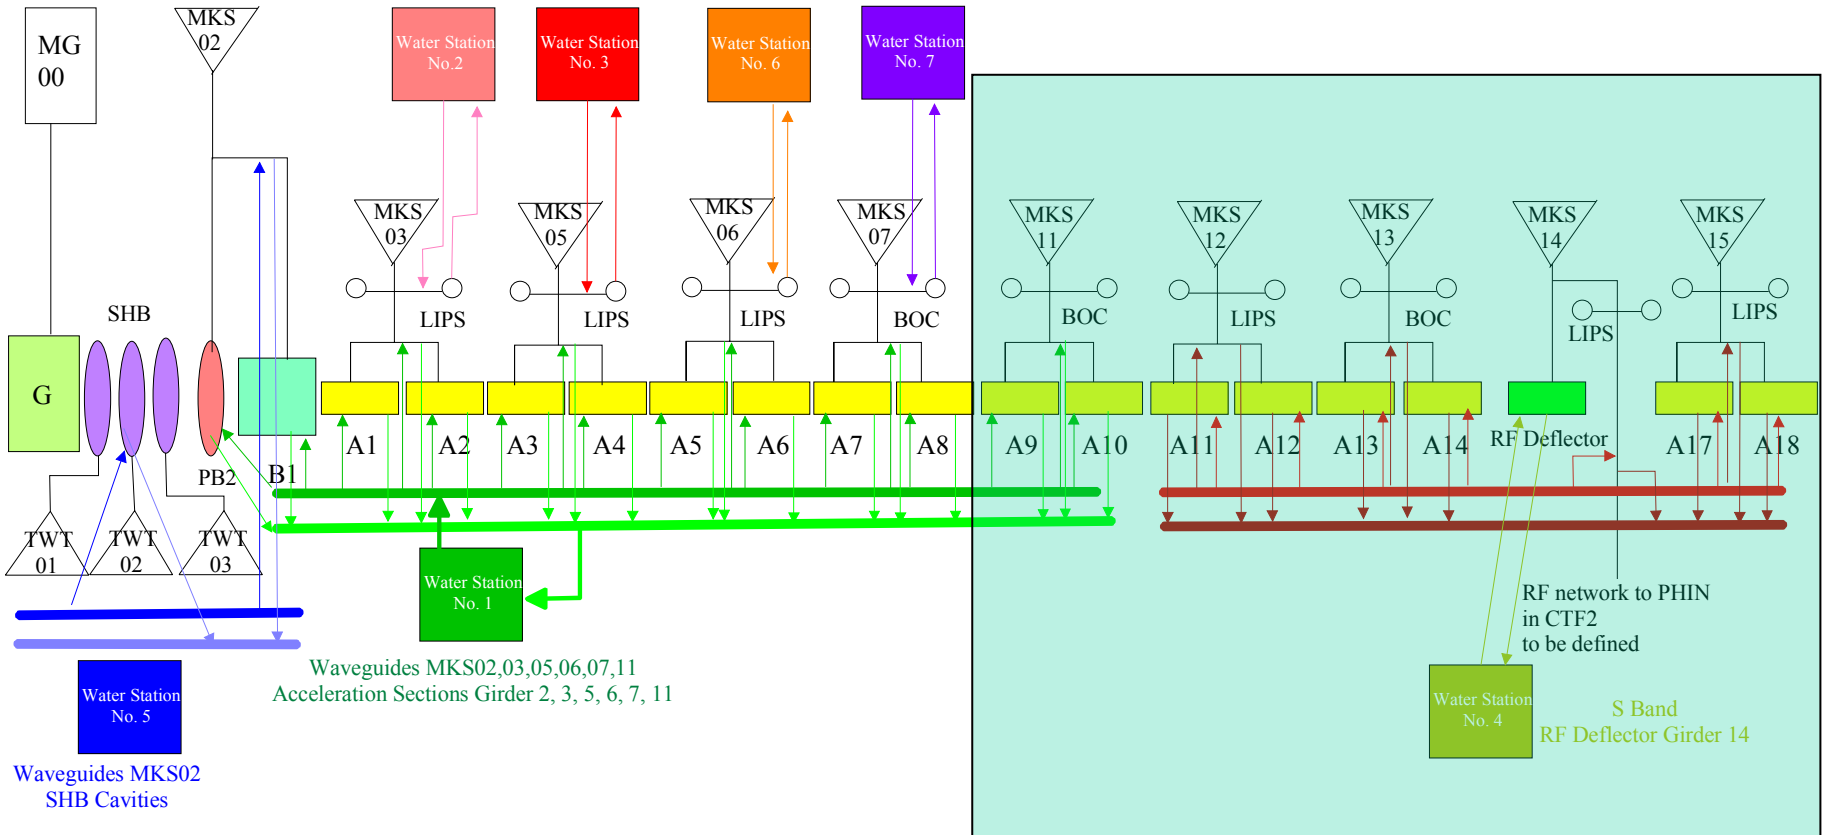 MG
00
MKS
02
Water Station
No.2
Water Station
No. 3
Water Station
No. 6
Water Station
No. 7
MKS
03
MKS
05
MKS
06
MKS
07
MKS
11
MKS
12
MKS
13
MKS
14
MKS
15
SHB
LIPS
LIPS
LIPS
BOC
BOC
LIPS
BOC
LIPS
LIPS
G
PB2
B1
A1
A2
A3
A4
A5
A6
A7
A8
A9
A10
A11
A12
A13
A14
RF Deflector
A17
A18
TWT
01
TWT
02
TWT
03
Water Station
No. 1
Waveguides MKS02,03,05,06,07,11
Acceleration Sections Girder 2, 3, 5, 6, 7, 11
RF network to PHIN
in CTF2
to be defined
Water Station
No. 5
Waveguides MKS02
SHB Cavities
Water Station
No. 4
S Band
RF Deflector Girder 14